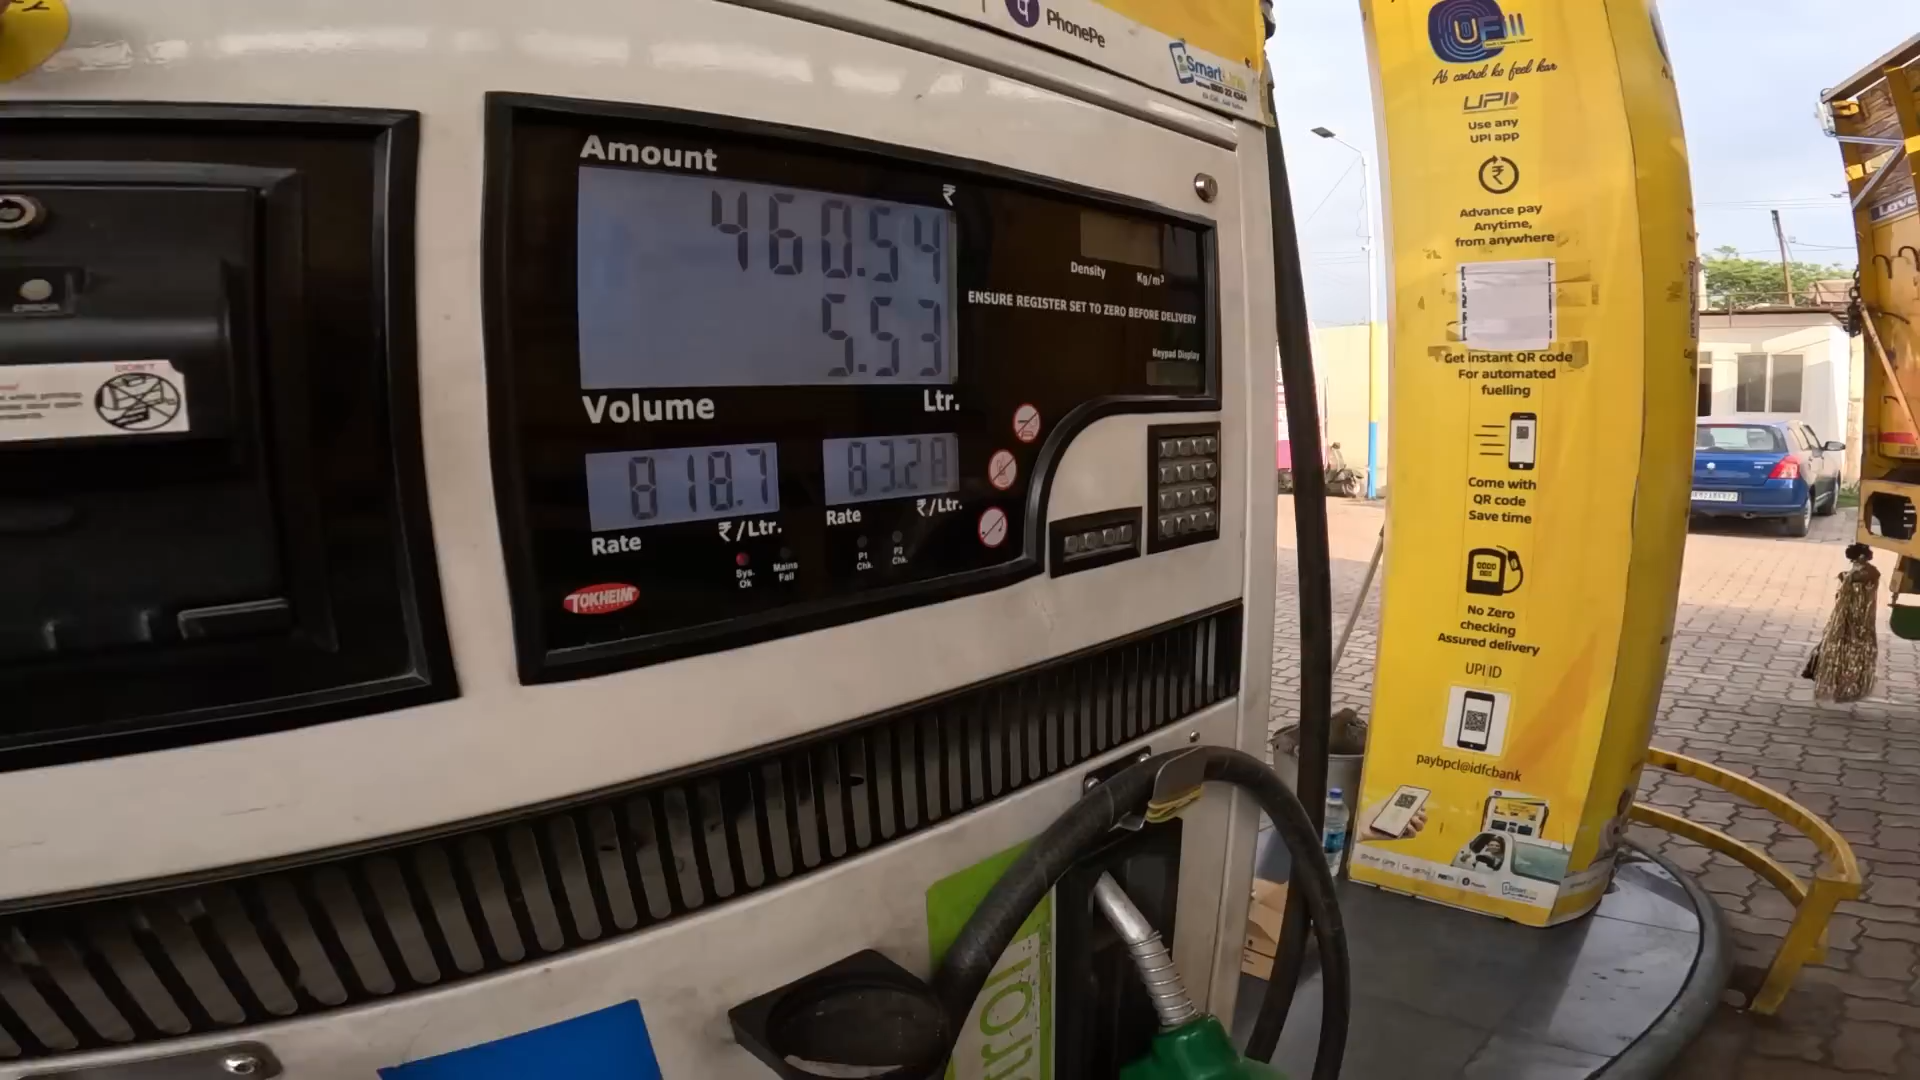 PhonePe
SmartLine
Amount
₹
460.54
5.53
Volume
Ltr.
818.7
83.28
Rate
₹/Ltr.
Rate
₹/Ltr.
Sys. Ok
Mains Fail
P1 Chk.
P2 Chk.
TOKHEIM
Density
Kg/m³
ENSURE REGISTER SET TO ZERO BEFORE DELIVERY
Keypad Display
DON'T
UFill
Ab control ko feel kar
UPI
Use any
UPI app
₹
Advance pay
Anytime,
from anywhere
Get instant QR code
For automated
fuelling
Come with
QR code
Save time
No Zero
checking
Assured delivery
UPI ID
paybpcl@idfcbank
Love